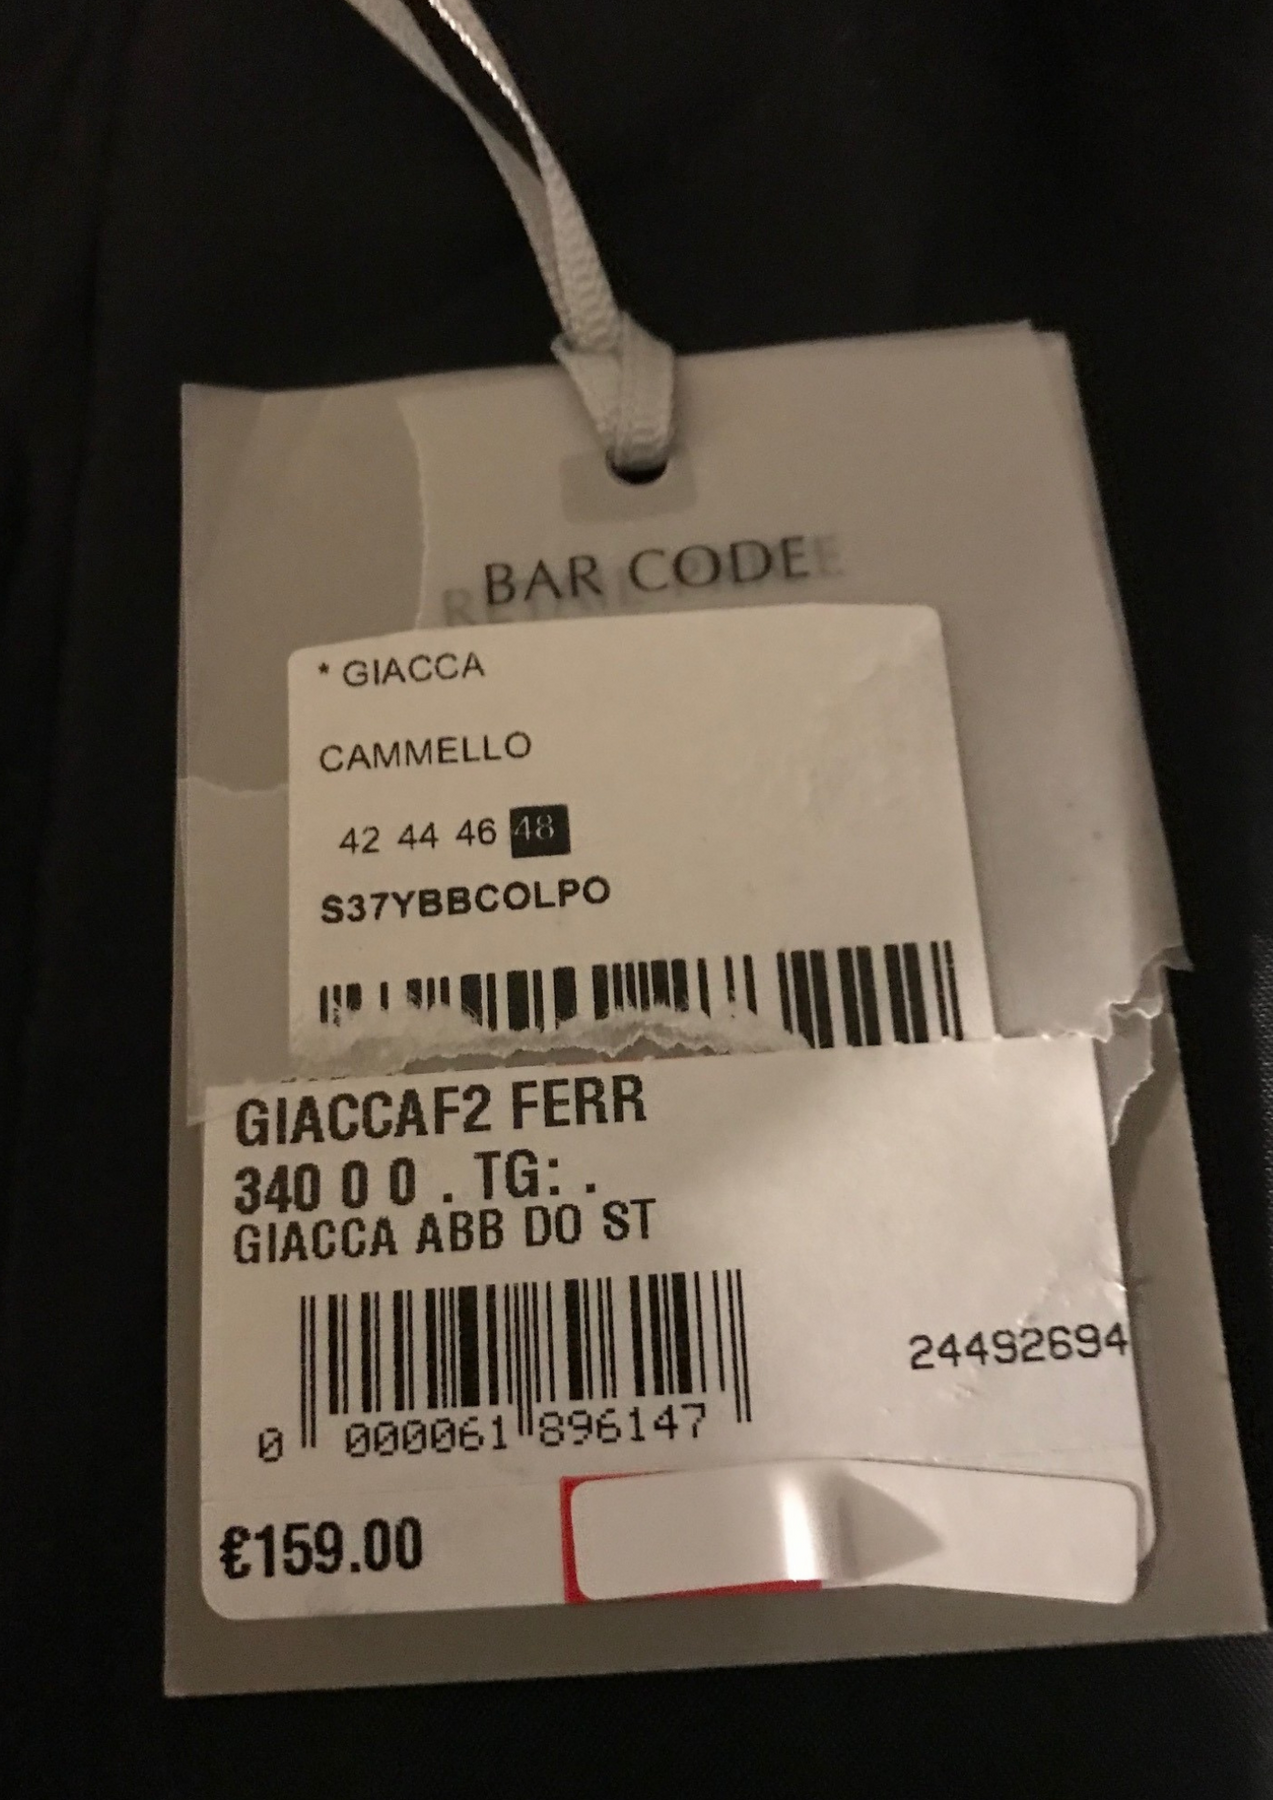 BAR CODE
* GIACCA
CAMMELLO
42 44 46 48
S37YBBCOLPO
GIACCAF2 FERR
340 0 0 . TG: .
GIACCA ABB DO ST
24492694
0 000061 896147
€159.00